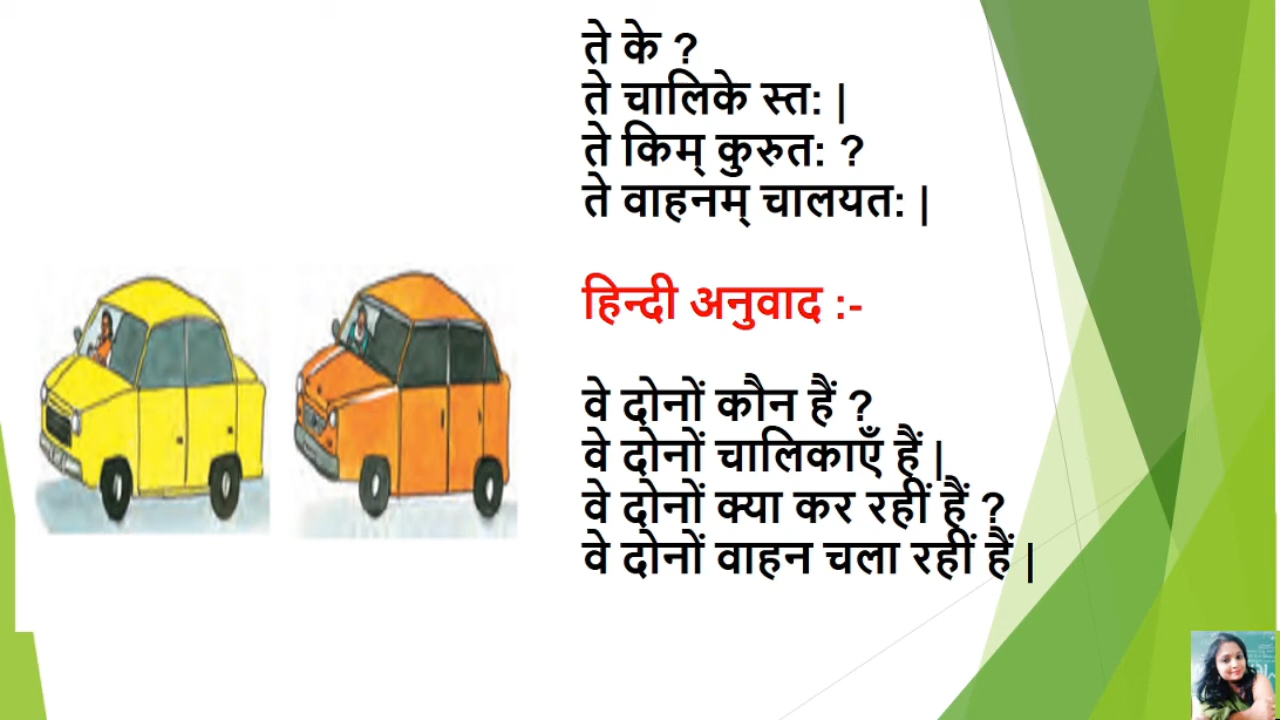 ते के ?
ते चालिके स्त: |
ते किम् कुरुत: ?
ते वाहनम् चालयत: |
हिन्दी अनुवाद :-
वे दोनों कौन हैं ?
वे दोनों चालिकाएँ हैं |
वे दोनों क्या कर रहीं हैं ?
वे दोनों वाहन चला रहीं हैं |